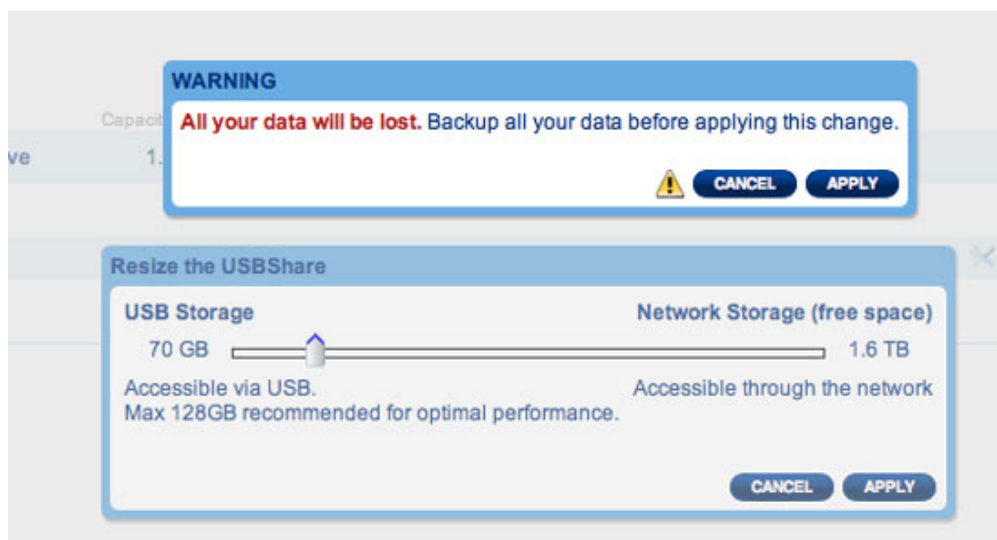 WARNING
Capacit
All your data will be lost. Backup all your data before applying this change.
ve 1.
CANCEL APPLY
Resize the USBShare
USB Storage Network Storage (free space)
70 GB 1.6 TB
Accessible via USB. Accessible through the network
Max 128GB recommended for optimal performance.
CANCEL APPLY